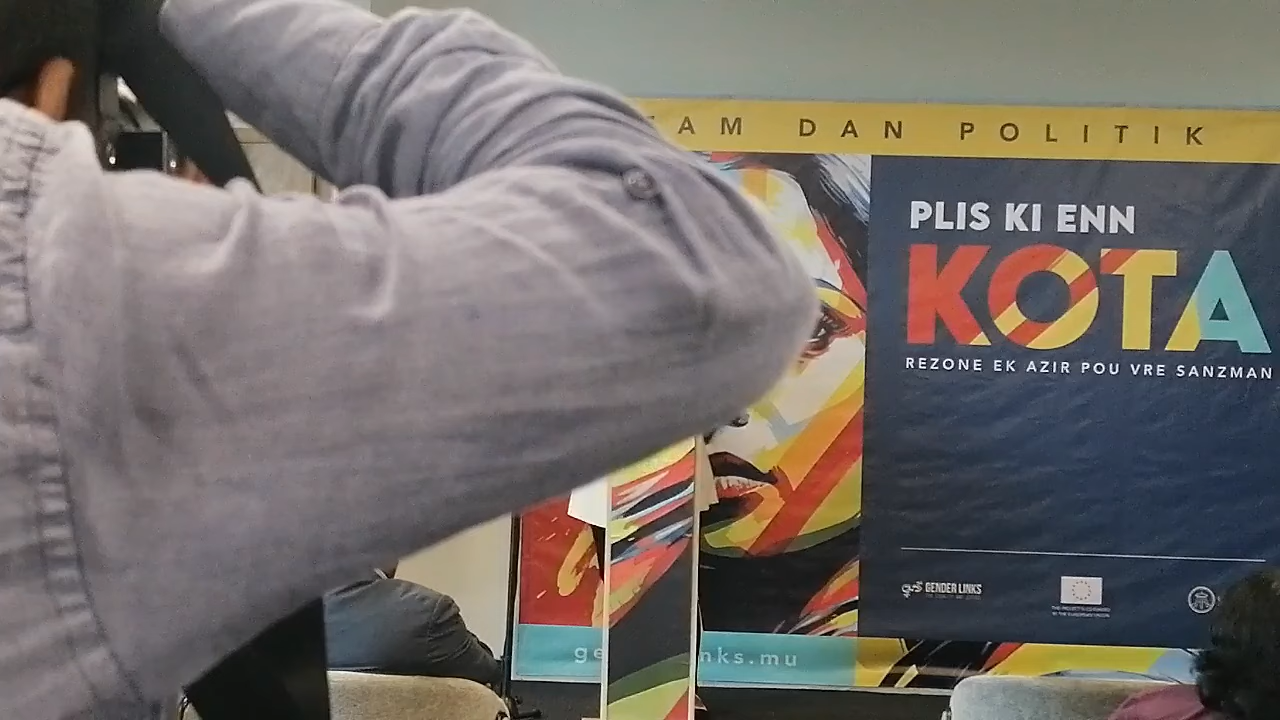 AM DAN POLITIK
PLIS KI ENN
KOTA
REZONE EK AZIR POU VRE SANZMAN
GENDER LINKS
ge nks.mu